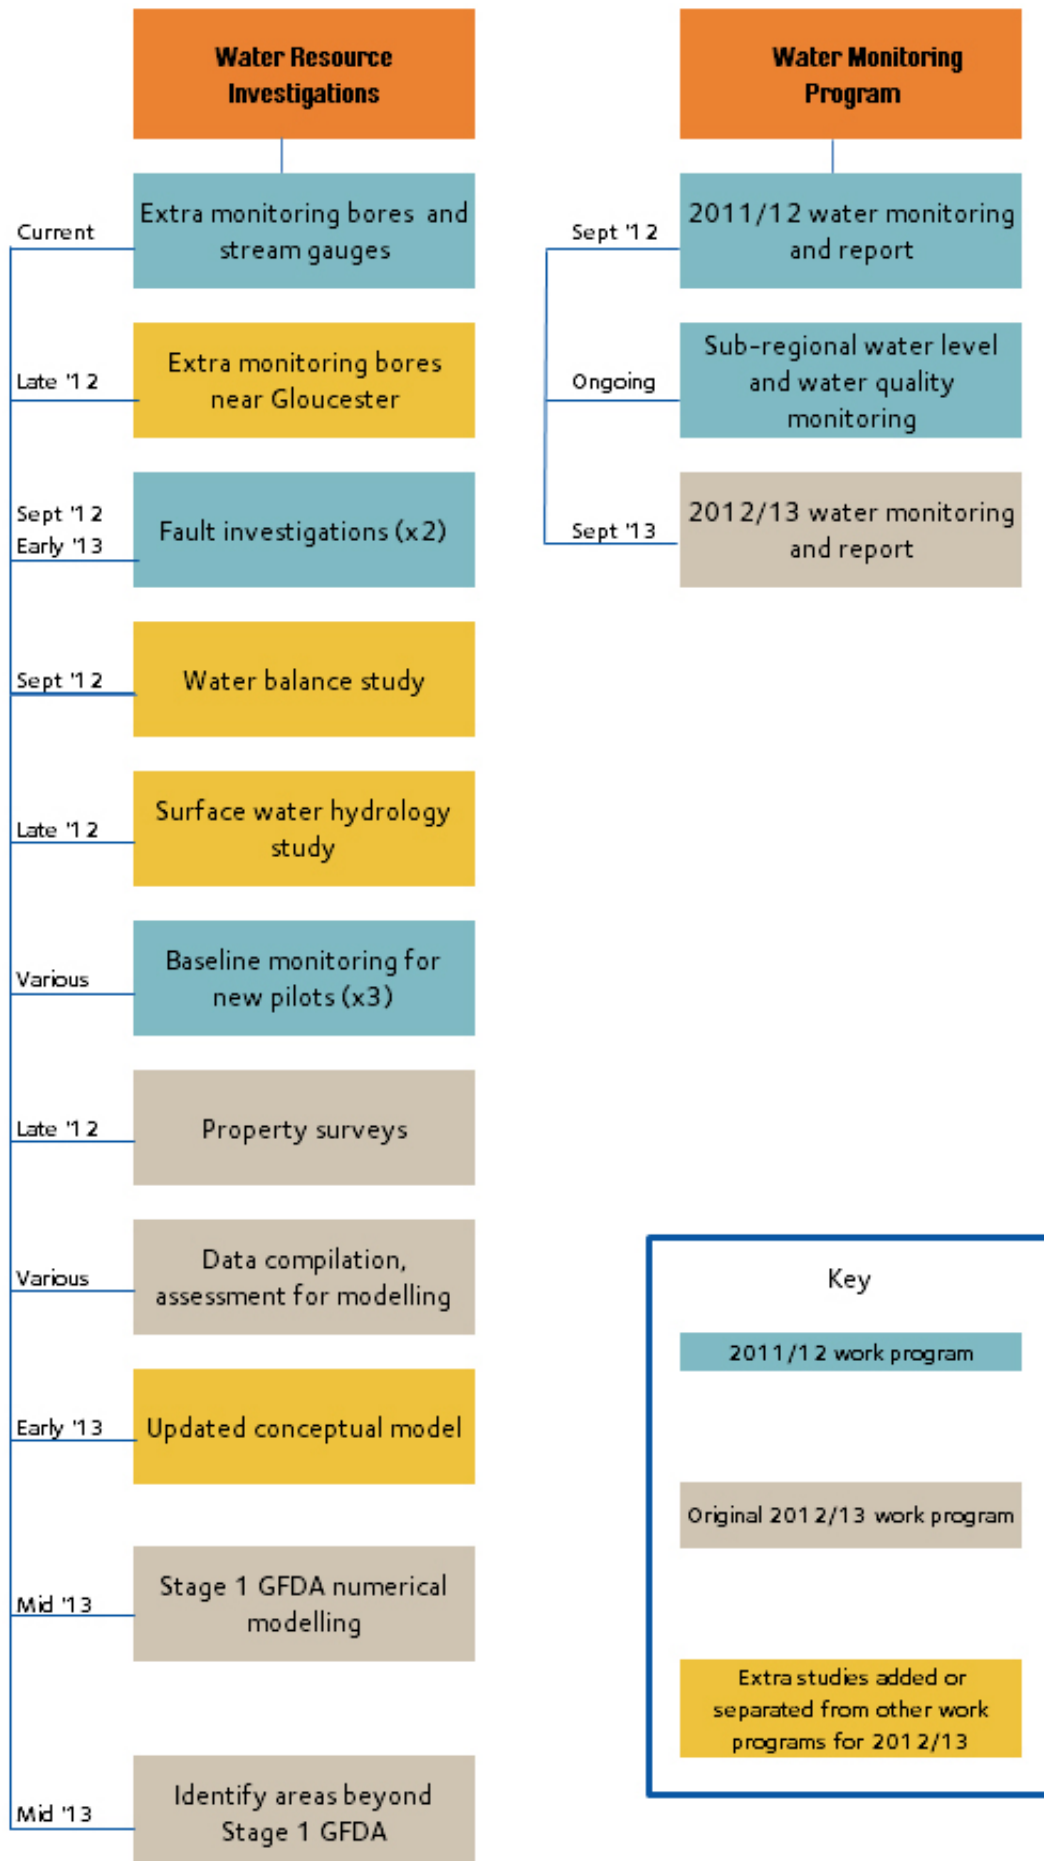 Water Resource
Investigations
Current
Extra monitoring bores and
stream gauges
Late '12
Extra monitoring bores
near Gloucester
Sept '12
Early '13
Fault investigations (x2)
Sept '12
Water balance study
Late '12
Surface water hydrology
study
Various
Baseline monitoring for
new pilots (x3)
Late '12
Property surveys
Various
Data compilation,
assessment for modelling
Early '13
Updated conceptual model
Mid '13
Stage 1 GFDA numerical
modelling
Mid '13
Identify areas beyond
Stage 1 GFDA
Water Monitoring
Program
Sept '12
2011/12 water monitoring
and report
Ongoing
Sub-regional water level
and water quality
monitoring
Sept '13
2012/13 water monitoring
and report
Key
2011/12 work program
Original 2012/13 work program
Extra studies added or
separated from other work
programs for 2012/13